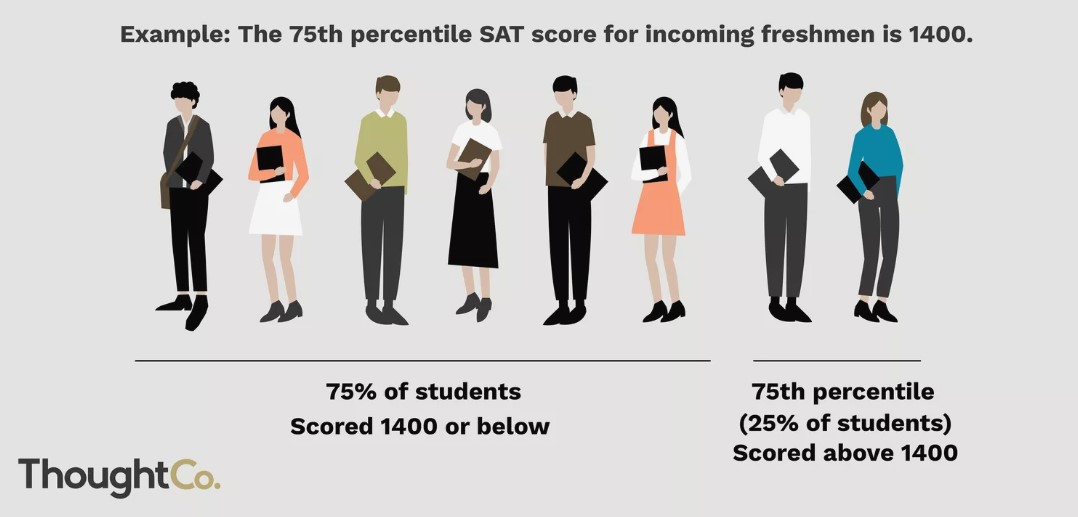 Example: The 75th percentile SAT score for incoming freshmen is 1400.
75% of students
Scored 1400 or below
75th percentile
(25% of students)
Scored above 1400
ThoughtCo.